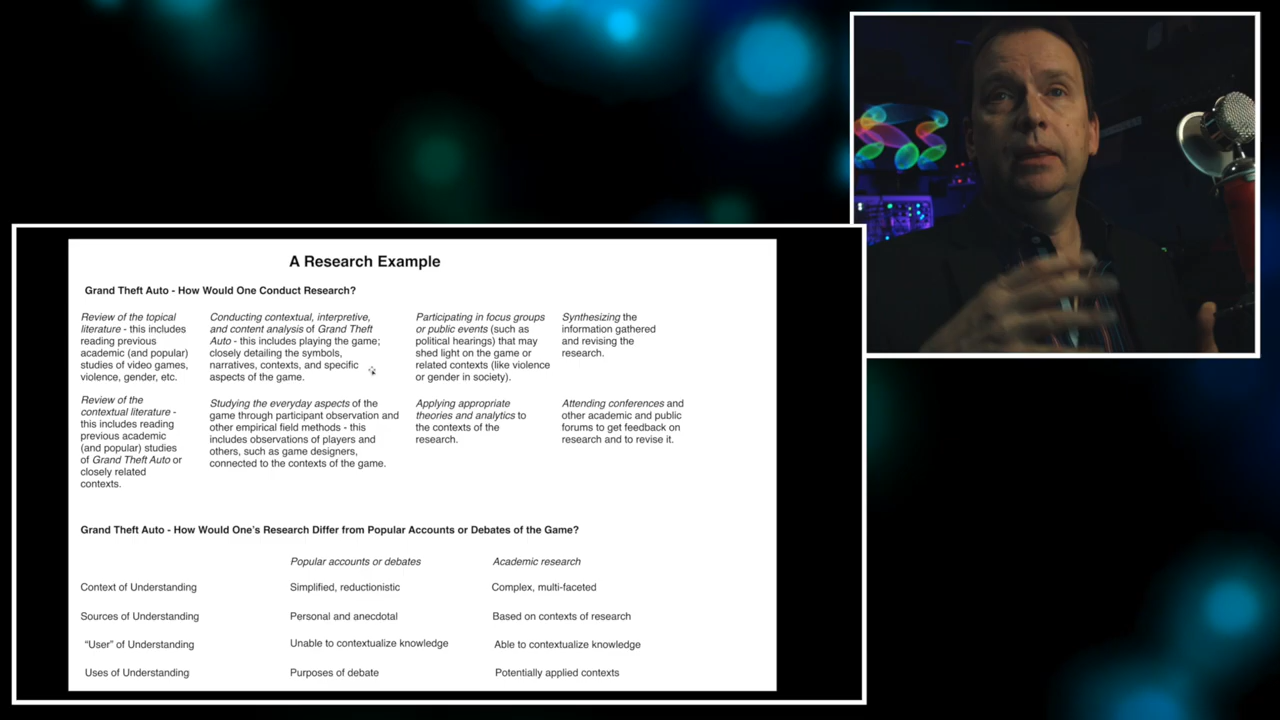 A Research Example
Grand Theft Auto - How Would One Conduct Research?
Review of the topical
literature - this includes
reading previous
academic (and popular)
studies of video games,
violence, gender, etc.
Conducting contextual, interpretive,
and content analysis of Grand Theft
Auto - this includes playing the game;
closely detailing the symbols,
narratives, contexts, and specific
aspects of the game.
Participating in focus groups
or public events (such as
political hearings) that may
shed light on the game or
related contexts (like violence
or gender in society).
Synthesizing the
information gathered
and revising the
research.
Review of the
contextual literature -
this includes reading
previous academic
(and popular) studies
of Grand Theft Auto or
closely related
contexts.
Studying the everyday aspects of the
game through participant observation and
other empirical field methods - this
includes observations of players and
others, such as game designers,
connected to the contexts of the game.
Applying appropriate
theories and analytics to
the contexts of the
research.
Attending conferences and
other academic and public
forums to get feedback on
research and to revise it.
Grand Theft Auto - How Would One's Research Differ from Popular Accounts or Debates of the Game?
Popular accounts or debates Academic research
Context of Understanding Simplified, reductionistic Complex, multi-faceted
Sources of Understanding Personal and anecdotal Based on contexts of research
“User” of Understanding Unable to contextualize knowledge Able to contextualize knowledge
Uses of Understanding Purposes of debate Potentially applied contexts